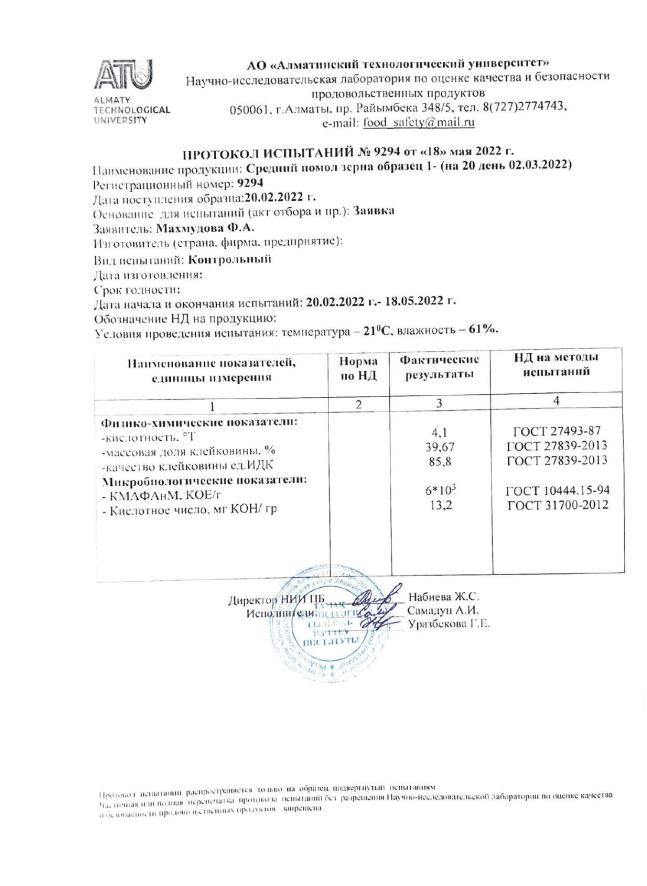 ATU
ALMATY
TECHNOLOGICAL
UNIVERSITY
АО «Алматинский технологический университет»
Научно-исследовательская лаборатория по оценке качества и безопасности
продовольственных продуктов
050061, г.Алматы, пр. Райымбека 348/5, тел. 8(727)2774743,
e-mail: food_safety@mail.ru
ПРОТОКОЛ ИСПЫТАНИЙ № 9294 от «18» мая 2022 г.
Наименование продукции: Средний помол зерна образец 1- (на 20 день 02.03.2022)
Регистрационный номер: 9294
Дата поступления образца:20.02.2022 г.
Основание для испытаний (акт отбора и пр.): Заявка
Заявитель: Махмудова Ф.А.
Изготовитель (страна, фирма, предприятие):
Вид испытаний: Контрольный
Дата изготовления:
Срок годности:
Дата начала и окончания испытаний: 20.02.2022 г.- 18.05.2022 г.
Обозначение НД на продукцию:
Условия проведения испытания: температура – 21⁰С, влажность – 61%.
Наименование показателей, единицы измерения | Норма по НД | Фактические результаты | НД на методы испытаний
1 2 3 4
Физико-химические показатели:
-кислотность, °Т 4,1 ГОСТ 27493-87
-массовая доля клейковины, % 39,67 ГОСТ 27839-2013
-качество клейковины ед.ИДК 85,8 ГОСТ 27839-2013
Микробиологические показатели:
- КМАФАнМ, КОЕ/г 6*10³ ГОСТ 10444.15-94
- Кислотное число, мг КОН/ гр 13,2 ГОСТ 31700-2012
Директор НИИ ПБ Набиева Ж.С.
Исполнители: Самадун А.И.
Уразбекова Г.Е.
ИНСТИТУТЫ
Протокол испытаний распространяется только на образец, подвергнутый испытаниям
Частичная или полная перепечатка протокола испытаний без разрешения Научно-исследовательской лаборатории по оценке качества
и безопасности продовольственных продуктов запрещена